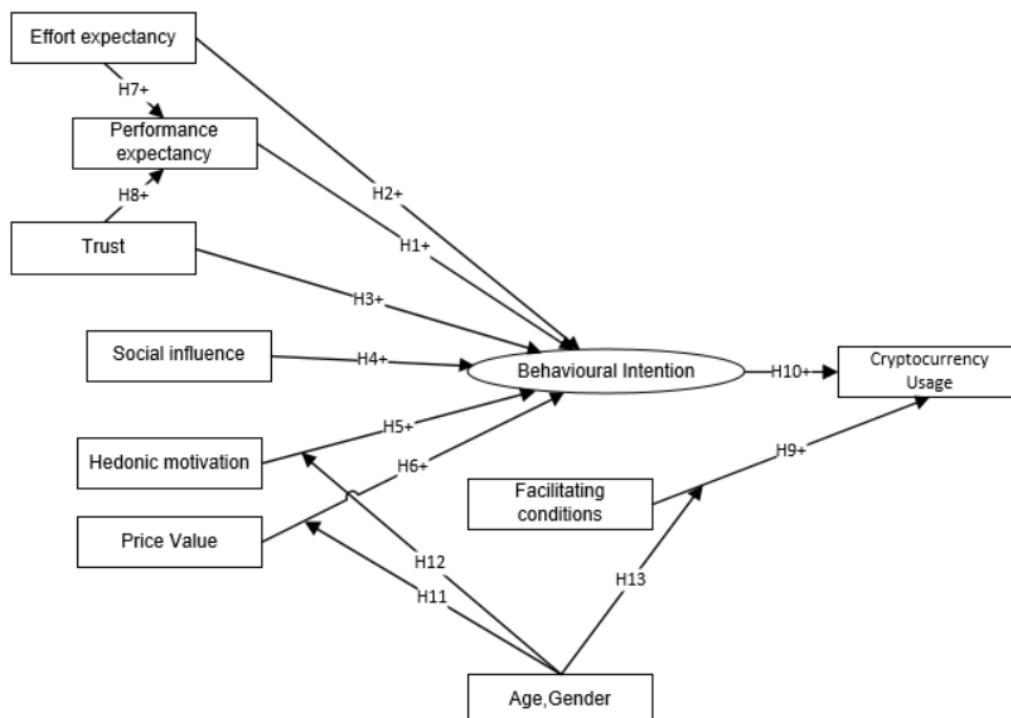 Effort expectancy
H7+
Performance
expectancy
H2+
H8+
H1+
Trust
H3+
Social influence
H4+
Behavioural Intention
H10+
Cryptocurrency
Usage
H5+
Hedonic motivation
H6+
H9+
Facilitating
conditions
Price Value
H12
H11
H13
Age,Gender